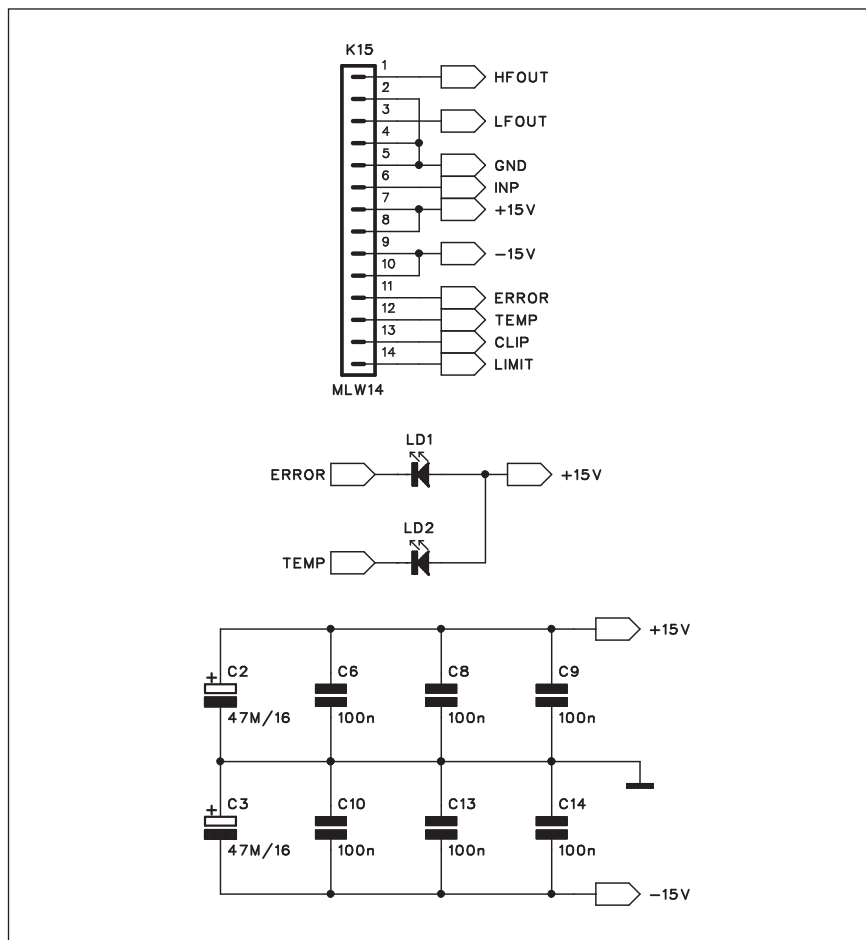 K15
1
HFOUT
2
3
LFOUT
4
5
GND
6
INP
7
+15V
8
9
-15V
10
11
ERROR
12
TEMP
13
CLIP
14
LIMIT
MLW14
LD1
ERROR
+15V
LD2
TEMP
+15V
+ C2 C6 C8 C9
47M/16 100n 100n 100n
+ C3 C10 C13 C14
47M/16 100n 100n 100n
-15V